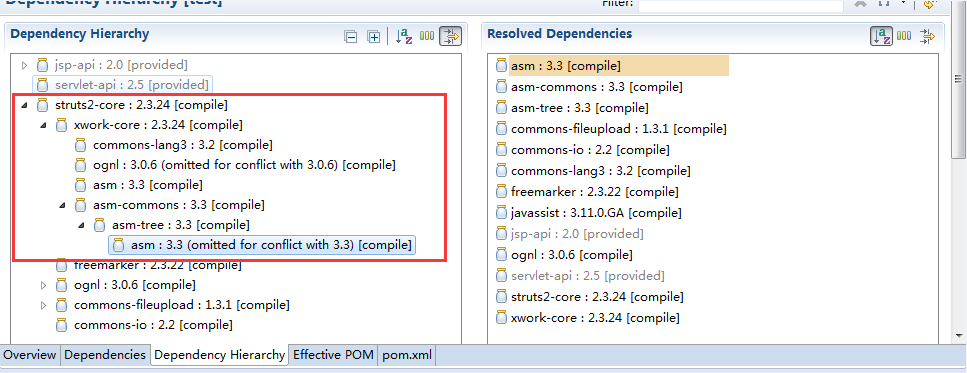 Dependency Hierarchy [test]
Filter:
Dependency Hierarchy
jsp-api : 2.0 [provided]
servlet-api : 2.5 [provided]
struts2-core : 2.3.24 [compile]
xwork-core : 2.3.24 [compile]
commons-lang3 : 3.2 [compile]
ognl : 3.0.6 (omitted for conflict with 3.0.6) [compile]
asm : 3.3 [compile]
asm-commons : 3.3 [compile]
asm-tree : 3.3 [compile]
asm : 3.3 (omitted for conflict with 3.3) [compile]
freemarker : 2.3.22 [compile]
ognl : 3.0.6 [compile]
commons-fileupload : 1.3.1 [compile]
commons-io : 2.2 [compile]
Resolved Dependencies
asm : 3.3 [compile]
asm-commons : 3.3 [compile]
asm-tree : 3.3 [compile]
commons-fileupload : 1.3.1 [compile]
commons-io : 2.2 [compile]
commons-lang3 : 3.2 [compile]
freemarker : 2.3.22 [compile]
javassist : 3.11.0.GA [compile]
jsp-api : 2.0 [provided]
ognl : 3.0.6 [compile]
servlet-api : 2.5 [provided]
struts2-core : 2.3.24 [compile]
xwork-core : 2.3.24 [compile]
Overview Dependencies Dependency Hierarchy Effective POM pom.xml